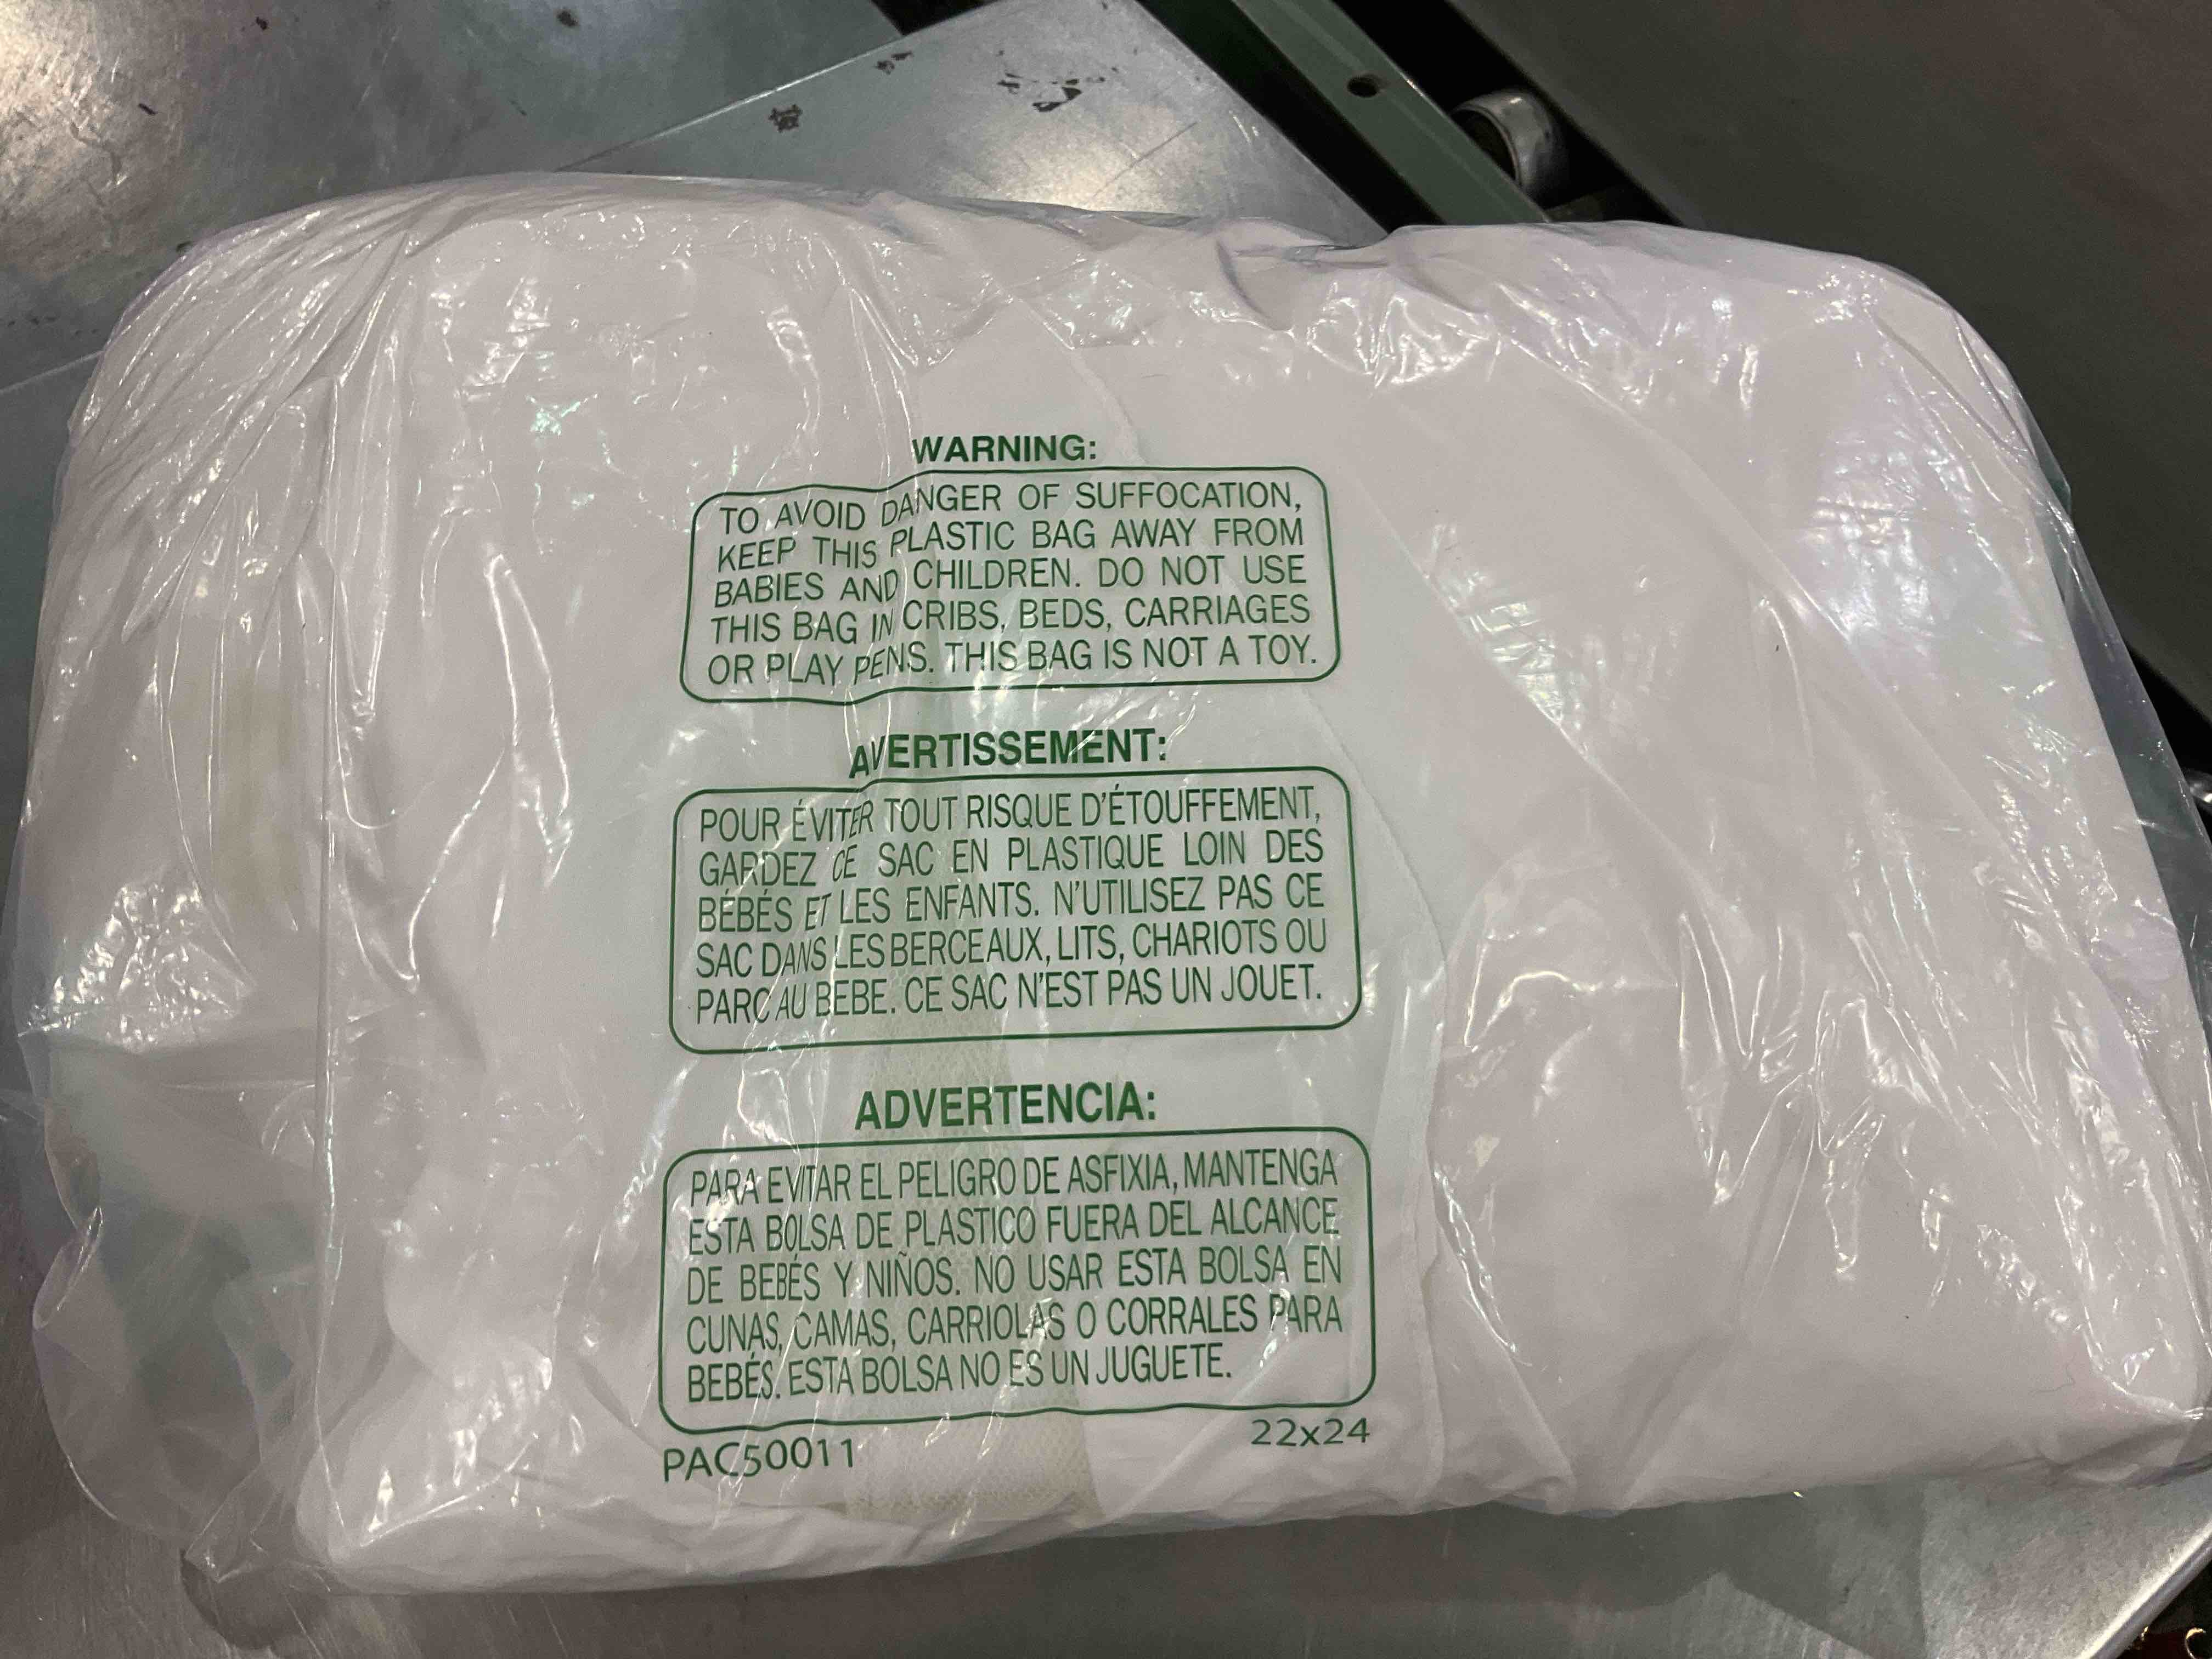 WARNING:
TO AVOID DANGER OF SUFFOCATION,
KEEP THIS PLASTIC BAG AWAY FROM
BABIES AND CHILDREN. DO NOT USE
THIS BAG IN CRIBS, BEDS, CARRIAGES
OR PLAY PENS. THIS BAG IS NOT A TOY.
AVERTISSEMENT:
POUR ÉVITER TOUT RISQUE D'ÉTOUFFEMENT,
GARDEZ CE SAC EN PLASTIQUE LOIN DES
BÉBÉS ET LES ENFANTS. N'UTILISEZ PAS CE
SAC DANS LES BERCEAUX, LITS, CHARIOTS OU
PARC AU BEBE. CE SAC N'EST PAS UN JOUET.
ADVERTENCIA:
PARA EVITAR EL PELIGRO DE ASFIXIA, MANTENGA
ESTA BOLSA DE PLASTICO FUERA DEL ALCANCE
DE BEBÉS Y NIÑOS. NO USAR ESTA BOLSA EN
CUNAS, CAMAS, CARRIOLAS O CORRALES PARA
BEBÉS. ESTA BOLSA NO ES UN JUGUETE.
PAC50011 22x24